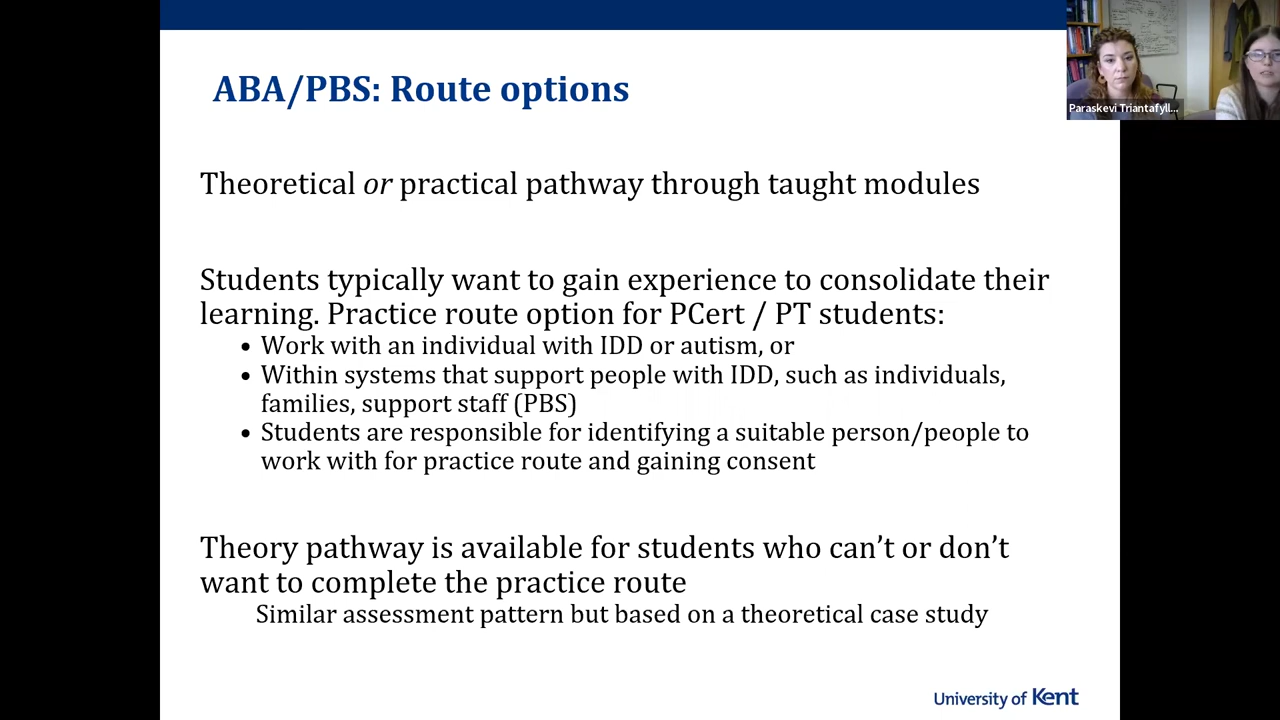 ABA/PBS: Route options
Paraskevi Triantafyll...
Theoretical or practical pathway through taught modules
Students typically want to gain experience to consolidate their
learning. Practice route option for PCert / PT students:
• Work with an individual with IDD or autism, or
• Within systems that support people with IDD, such as individuals,
families, support staff (PBS)
• Students are responsible for identifying a suitable person/people to
work with for practice route and gaining consent
Theory pathway is available for students who can’t or don’t
want to complete the practice route
Similar assessment pattern but based on a theoretical case study
University of Kent